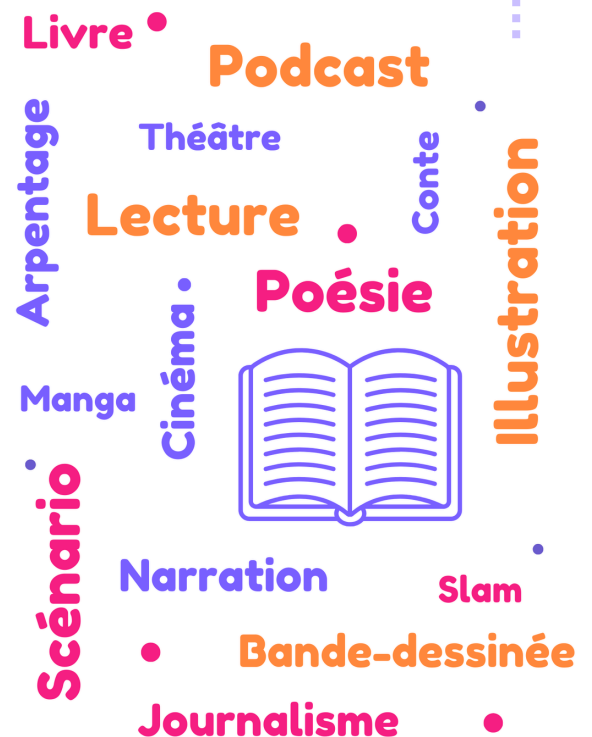 Livre
Podcast
Arpentage
Théâtre
Conte
Illustration
Lecture
Poésie
Cinéma
Manga
Scénario
Narration
Slam
Bande-dessinée
Journalisme